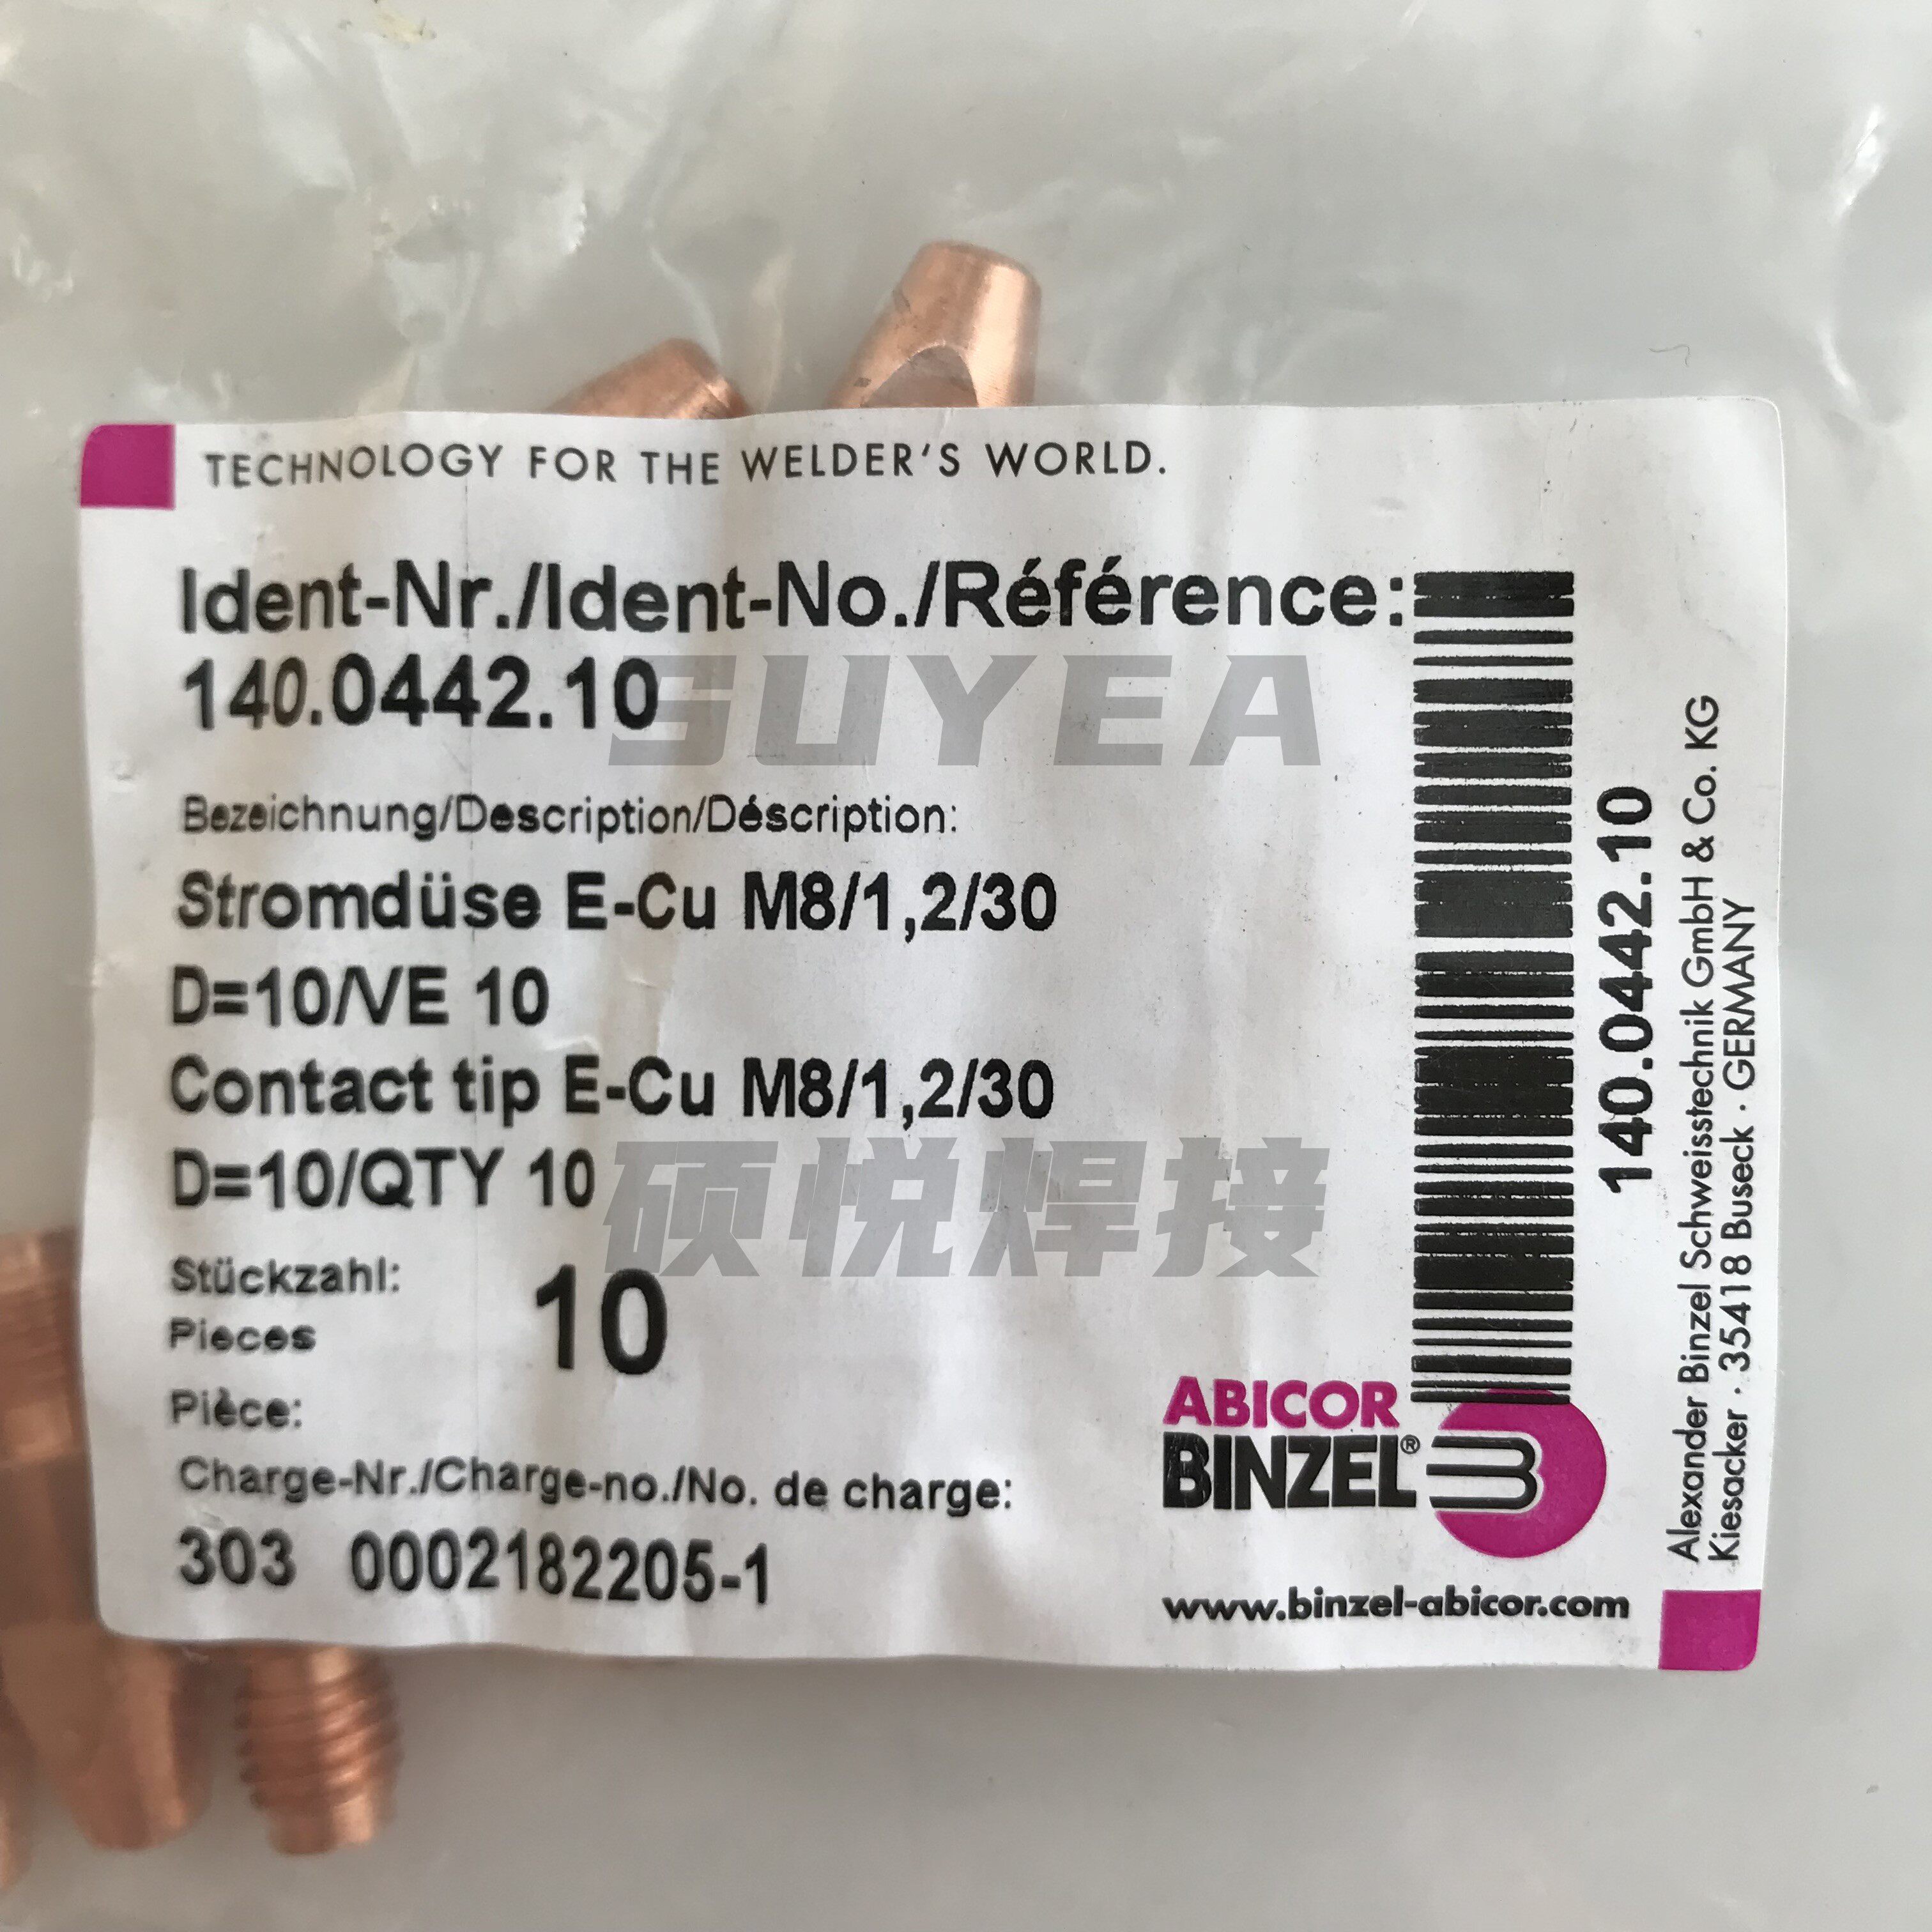 TECHNOLOGY FOR THE WELDER'S WORLD.
Ident-Nr./Ident-No./Référence:
140.0442.10
SUYEA
Bezeichnung/Description/Déscription:
Stromdüse E-Cu M8/1,2/30
D=10/VE 10
Contact tip E-Cu M8/1,2/30
D=10/QTY 10
硕悦焊接
Stückzahl:
Pieces
10
Pièce:
Charge-Nr./Charge-no./No. de charge:
303 0002182205-1
ABICOR
BINZEL®
www.binzel-abicor.com
140.0442.10
Alexander Binzel Schweisstechnik GmbH & Co. KG
Kiesacker · 35418 Buseck · GERMANY